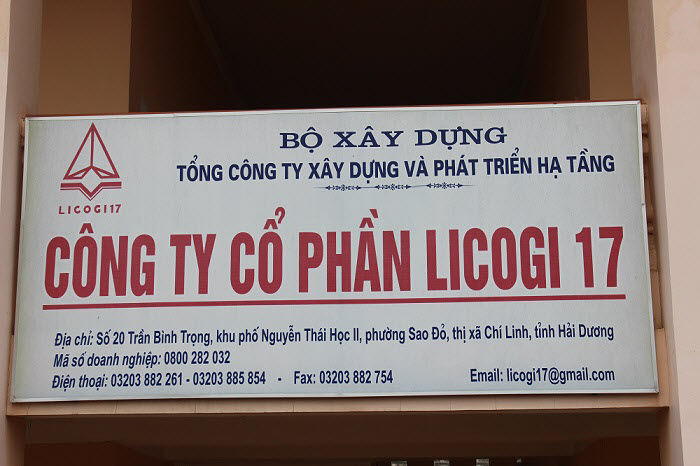 BỘ XÂY DỰNG
TỔNG CÔNG TY XÂY DỰNG VÀ PHÁT TRIỂN HẠ TẦNG
LICOGI17
CÔNG TY CỔ PHẦN LICOGI 17
Địa chỉ: Số 20 Trần Bình Trọng, khu phố Nguyễn Thái Học II, phường Sao Đỏ, thị xã Chí Linh, tỉnh Hải Dương
Mã số doanh nghiệp: 0800 282 032
Điện thoại: 03203 882 261 - 03203 885 854 - Fax: 03203 882 754 Email: licogi17@gmail.com